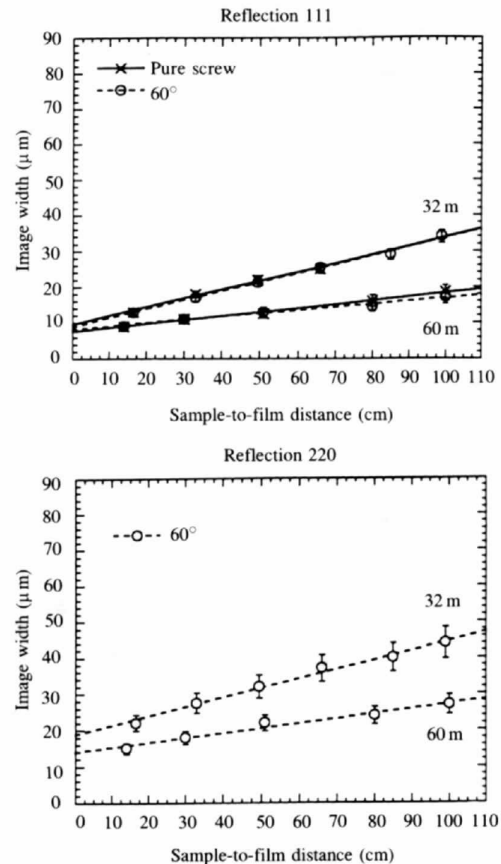 Reflection 111
90
80
70
60
50
40
30
20
10
0
Image width (μm)
Pure screw
60°
32 m
60 m
0 10 20 30 40 50 60 70 80 90 100 110
Sample-to-film distance (cm)
Reflection 220
90
80
70
60
50
40
30
20
10
0
Image width (μm)
60°
32 m
60 m
0 10 20 30 40 50 60 70 80 90 100 110
Sample-to-film distance (cm)